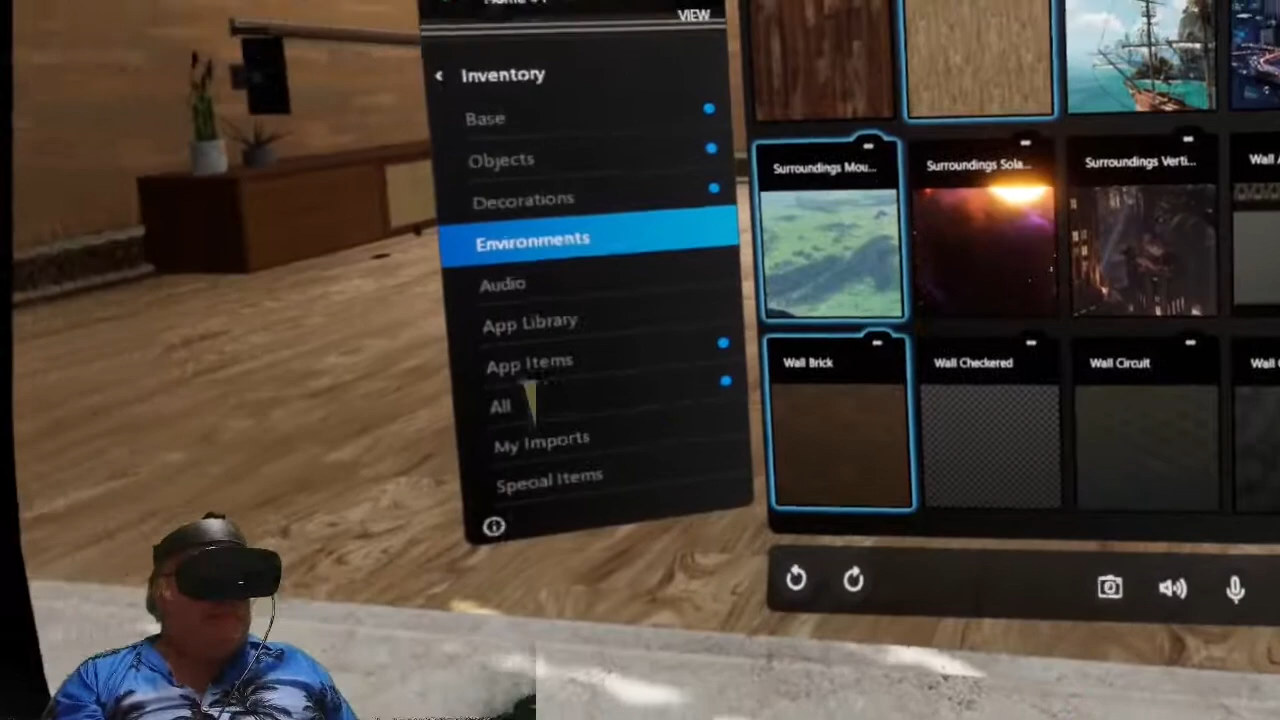 VIEW
Inventory
Base
Objects
Decorations
Environments
Audio
App Library
App Items
All
My Imports
Special Items
Surroundings Mou...
Surroundings Sola...
Surroundings Verti...
Wall
Wall Brick
Wall Checkered
Wall Circuit